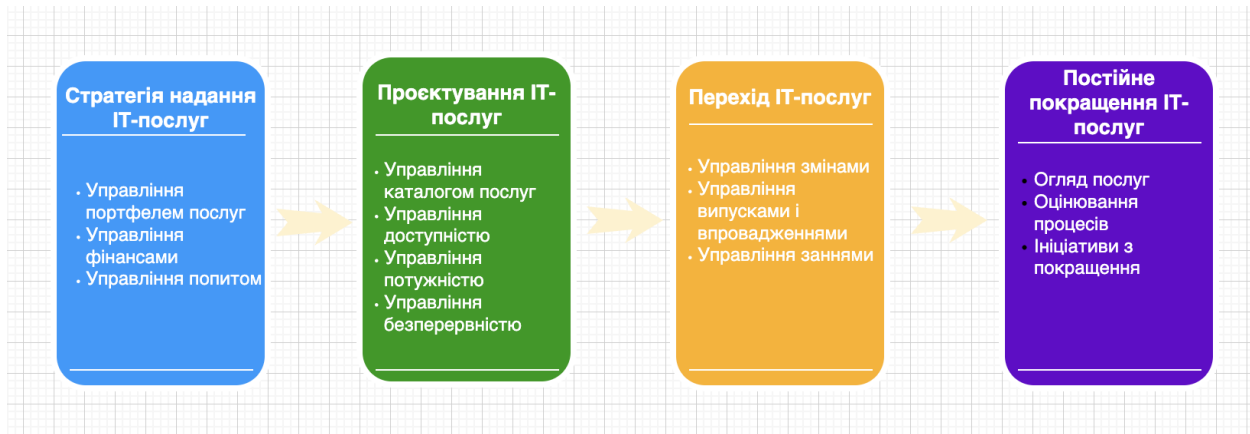 Стратегія надання
ІТ-послуг
• Управління
портфелем послуг
• Управління
фінансами
• Управління попитом
Проєктування ІТ-
послуг
• Управління
каталогом послуг
• Управління
доступністю
• Управління
потужністю
• Управління
безперервністю
Перехід ІТ-послуг
• Управління змінами
• Управління
випусками і
впровадженнями
• Управління заннями
Постійне
покращення ІТ-
послуг
• Огляд послуг
• Оцінювання
процесів
• Ініціативи з
покращення